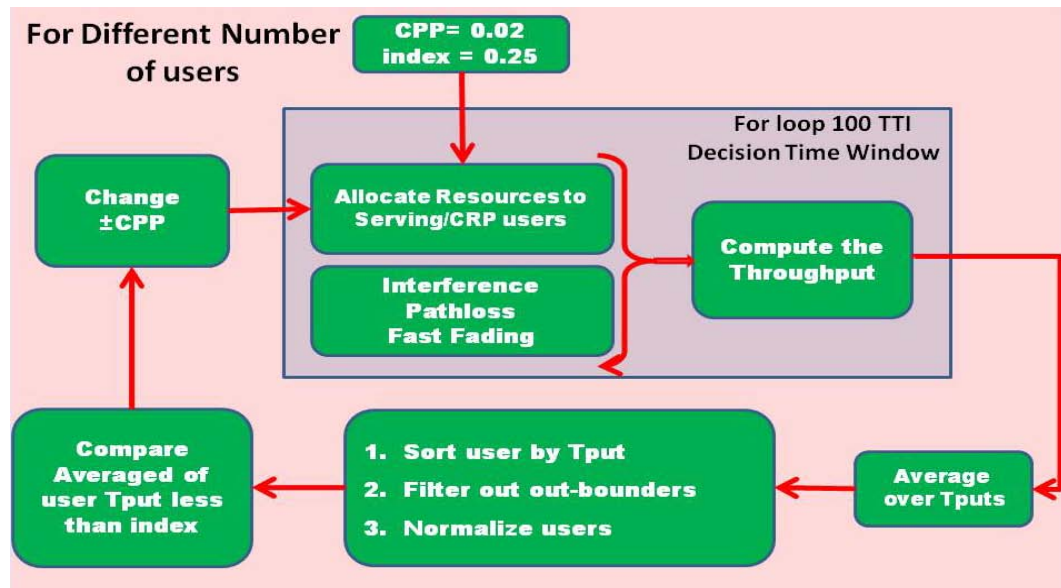 For Different Number
of users
CPP= 0.02
index = 0.25
For loop 100 TTI
Decision Time Window
Change
±CPP
Allocate Resources to
Serving/CRP users
Interference
Pathloss
Fast Fading
Compute the
Throughput
Compare
Averaged of
user Tput less
than index
1. Sort user by Tput
2. Filter out out-bounders
3. Normalize users
Average
over Tputs